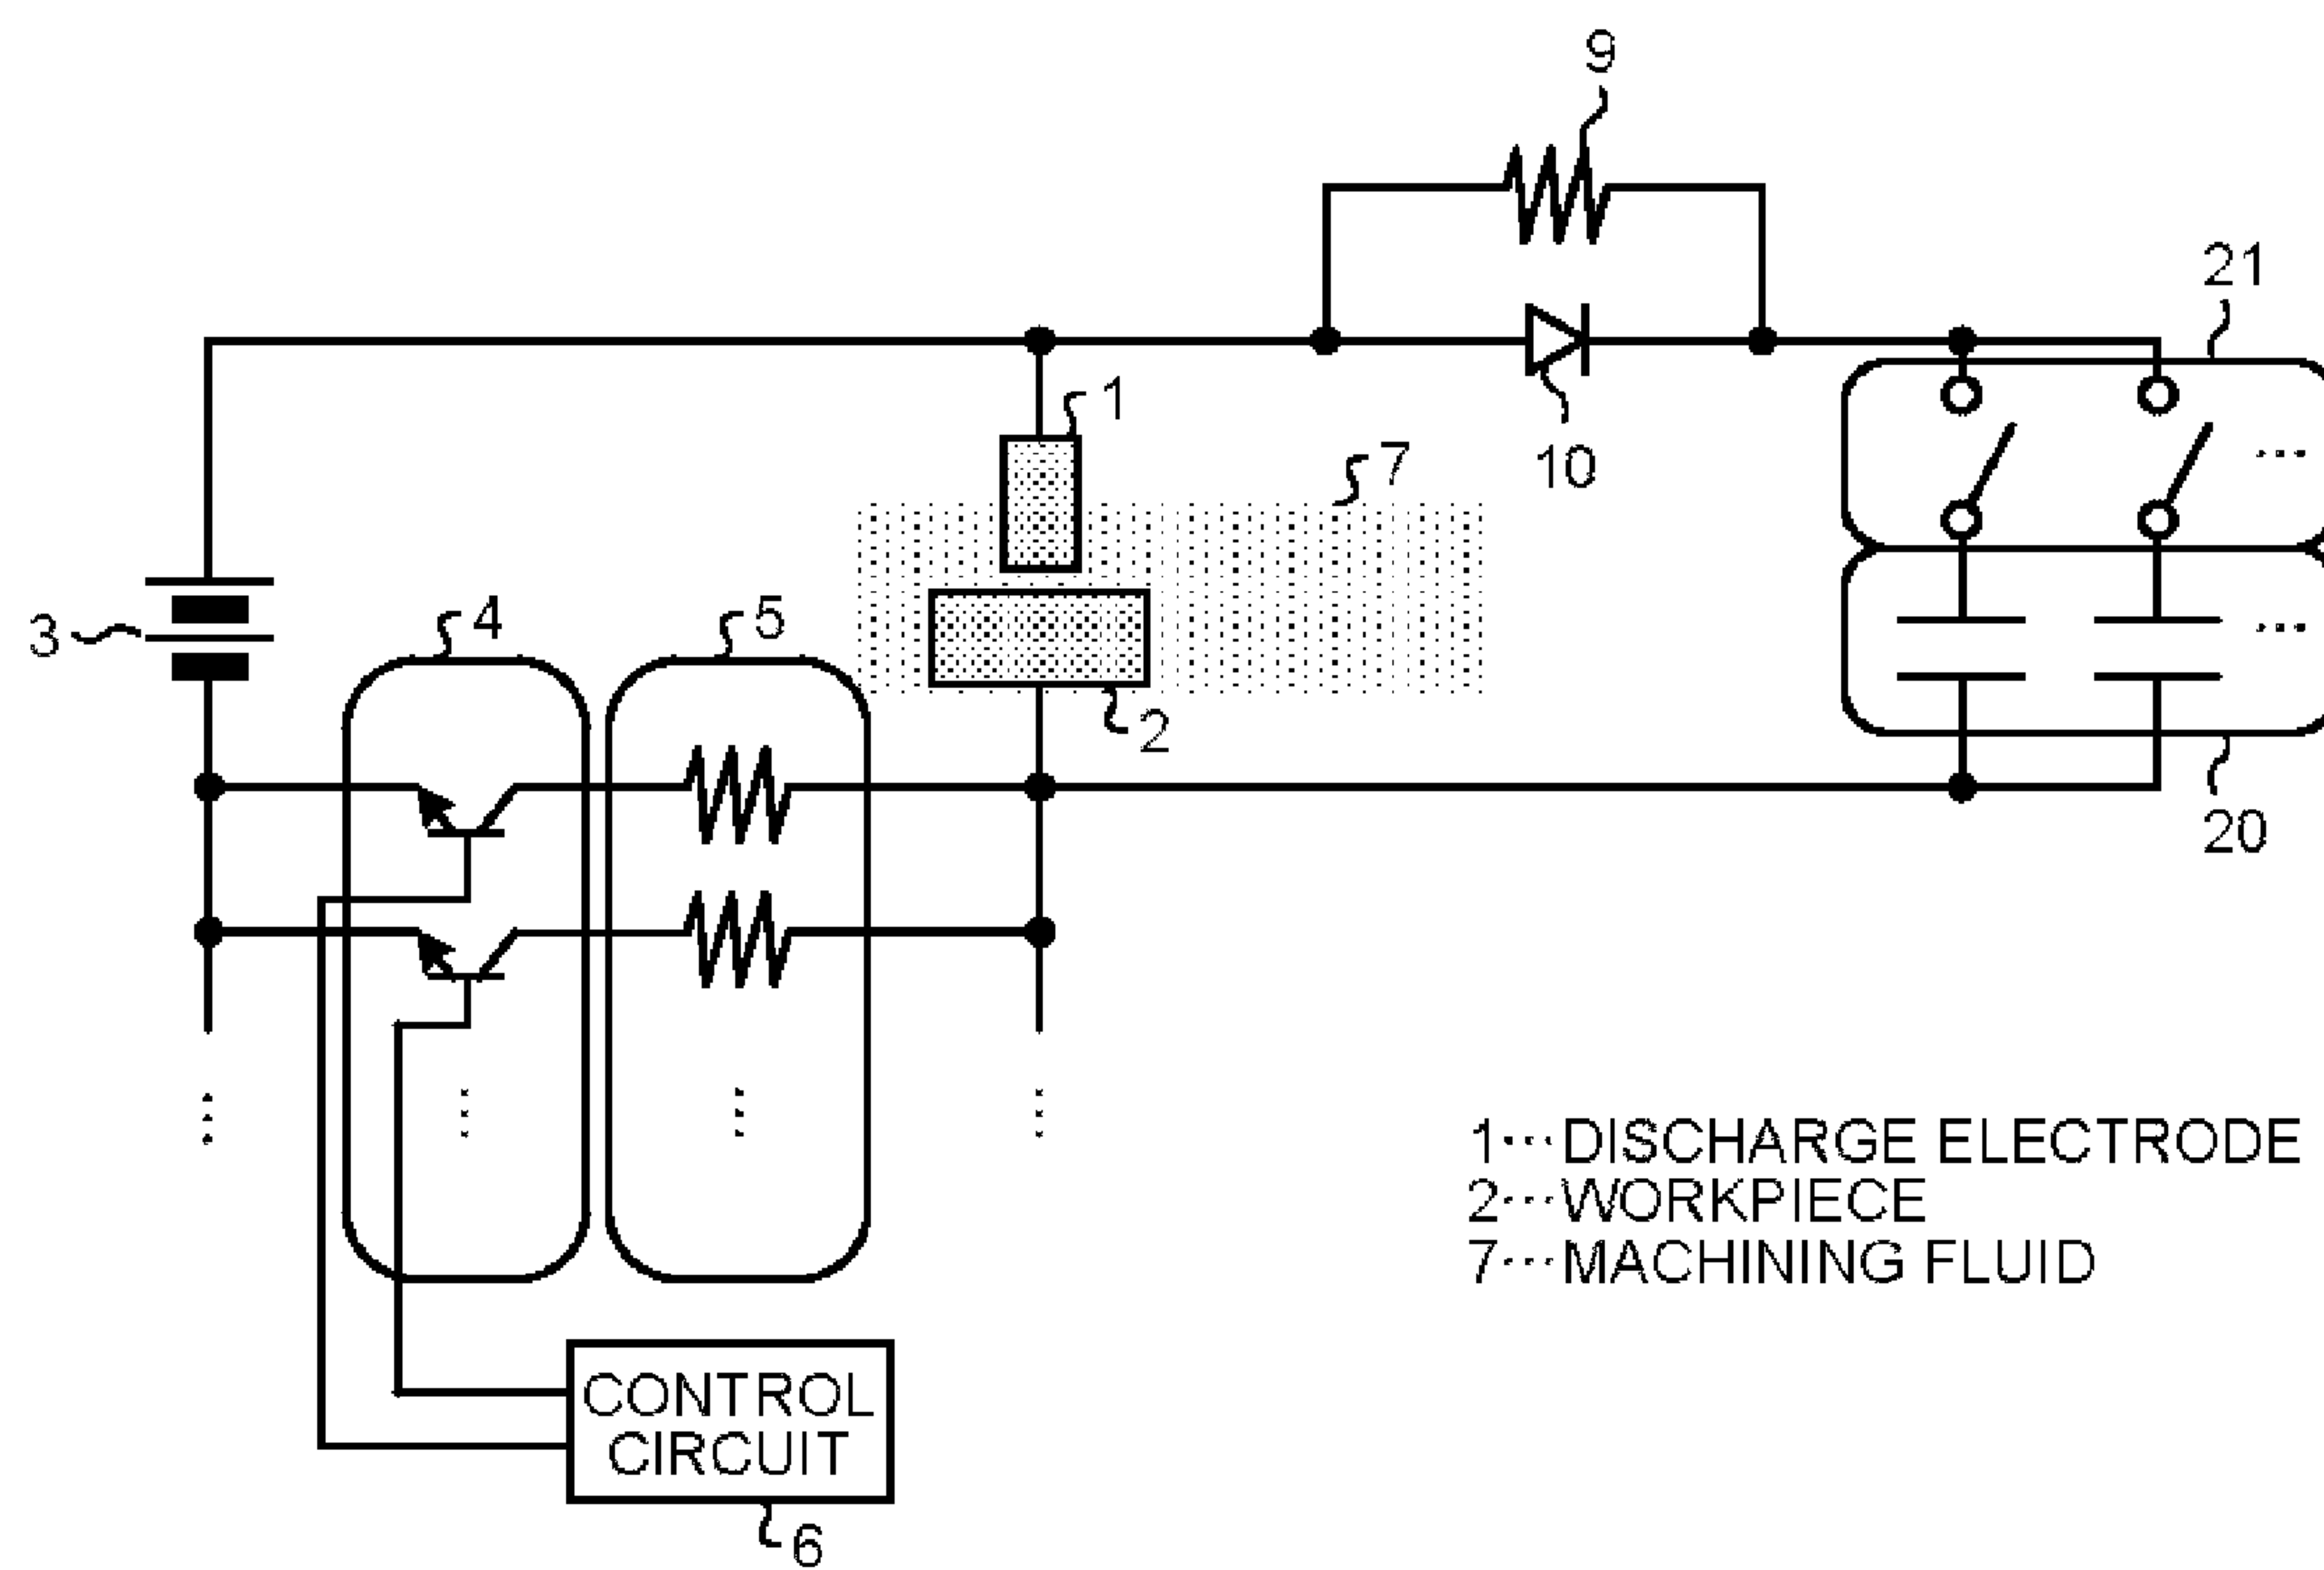 9
21
1
7
10
3
4
5
2
20
1···DISCHARGE ELECTRODE
2···WORKPIECE
7···MACHINING FLUID
CONTROL
CIRCUIT
6